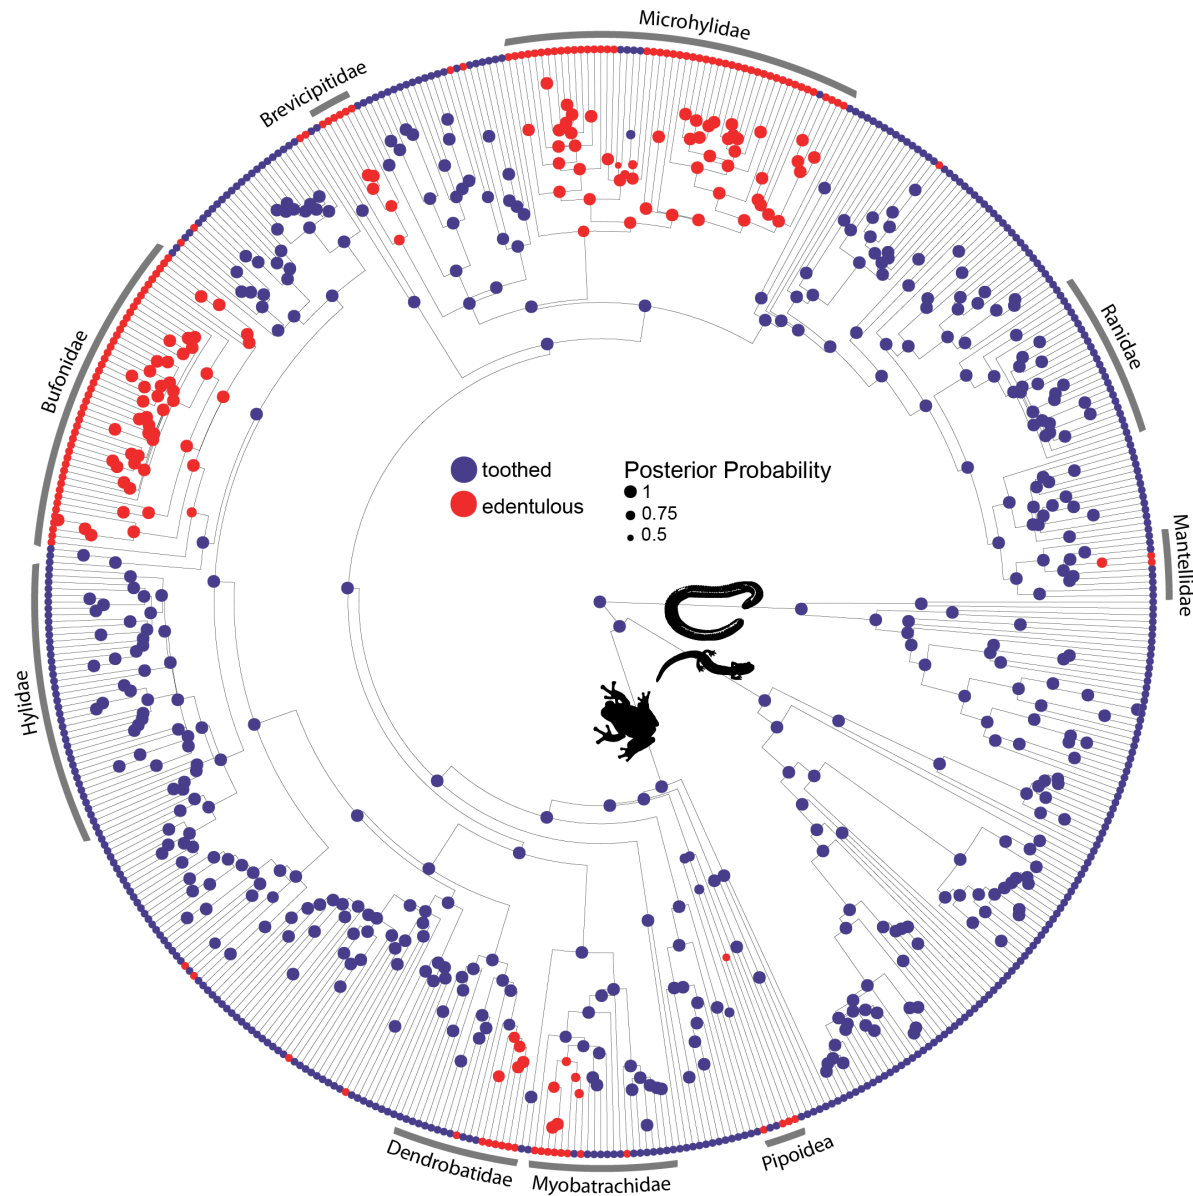 Microhylidae
Brevicipitidae
Bufonidae
Ranidae
toothed
edentulous
Posterior Probability
1
0.75
0.5
Mantellidae
Hylidae
Dendrobatidae
Myobatrachidae
Pipoidea